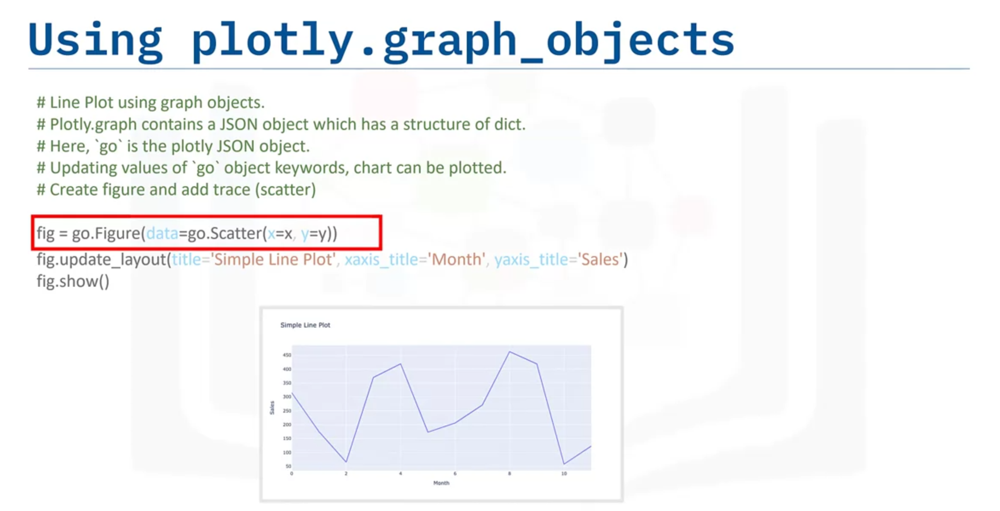 Using plotly.graph_objects
# Line Plot using graph objects.
# Plotly.graph contains a JSON object which has a structure of dict.
# Here, `go` is the plotly JSON object.
# Updating values of `go` object keywords, chart can be plotted.
# Create figure and add trace (scatter)
fig = go.Figure(data=go.Scatter(x=x, y=y))
fig.update_layout(title='Simple Line Plot', xaxis_title='Month', yaxis_title='Sales')
fig.show()
Simple Line Plot
450
400
350
300
250
200
150
100
50
Sales
0 2 4 6 8 10
Month